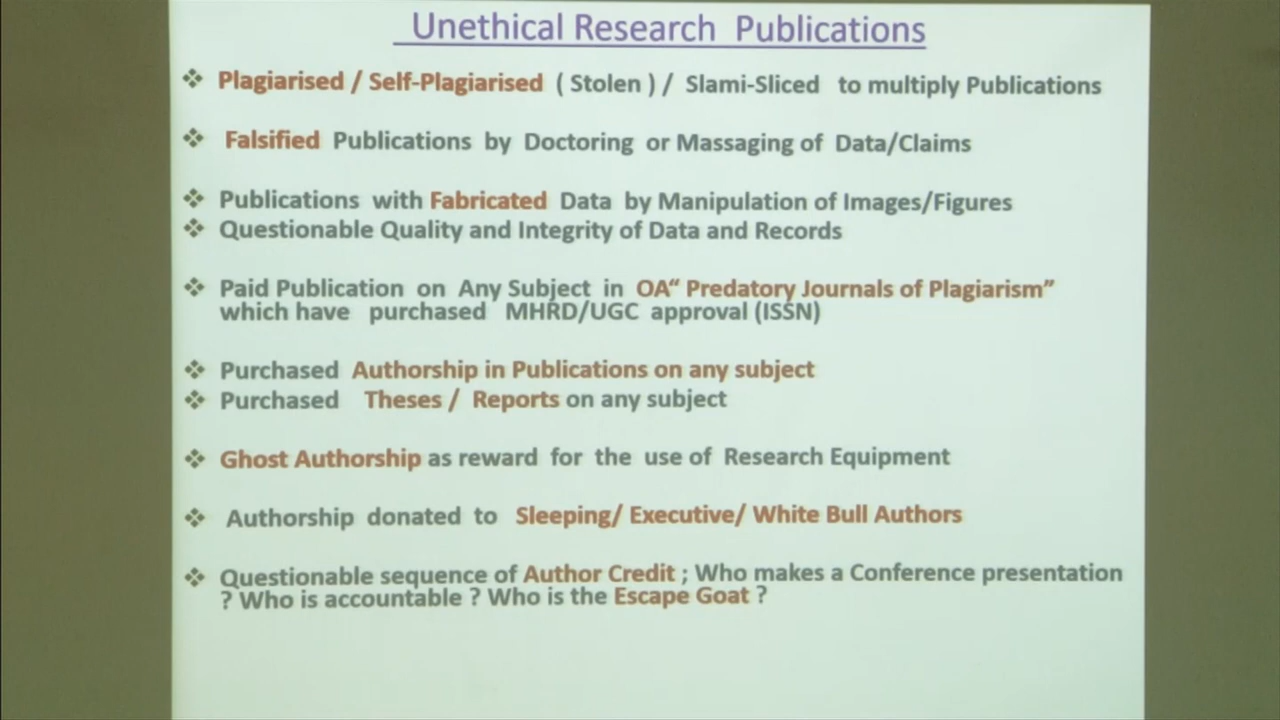 Unethical Research Publications
❖ Plagiarised / Self-Plagiarised ( Stolen ) / Slami-Sliced to multiply Publications
❖ Falsified Publications by Doctoring or Massaging of Data/Claims
❖ Publications with Fabricated Data by Manipulation of Images/Figures
❖ Questionable Quality and Integrity of Data and Records
❖ Paid Publication on Any Subject in OA“ Predatory Journals of Plagiarism”
which have purchased MHRD/UGC approval (ISSN)
❖ Purchased Authorship in Publications on any subject
❖ Purchased Theses / Reports on any subject
❖ Ghost Authorship as reward for the use of Research Equipment
❖ Authorship donated to Sleeping/ Executive/ White Bull Authors
❖ Questionable sequence of Author Credit ; Who makes a Conference presentation
? Who is accountable ? Who is the Escape Goat ?